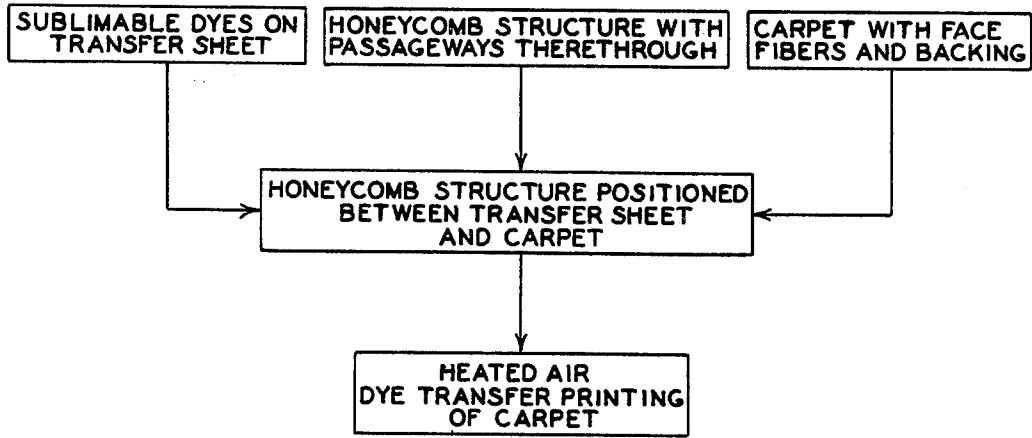 SUBLIMABLE DYES ON
TRANSFER SHEET
HONEYCOMB STRUCTURE WITH
PASSAGEWAYS THERETHROUGH
CARPET WITH FACE
FIBERS AND BACKING
HONEYCOMB STRUCTURE POSITIONED
BETWEEN TRANSFER SHEET
AND CARPET
HEATED AIR
DYE TRANSFER PRINTING
OF CARPET